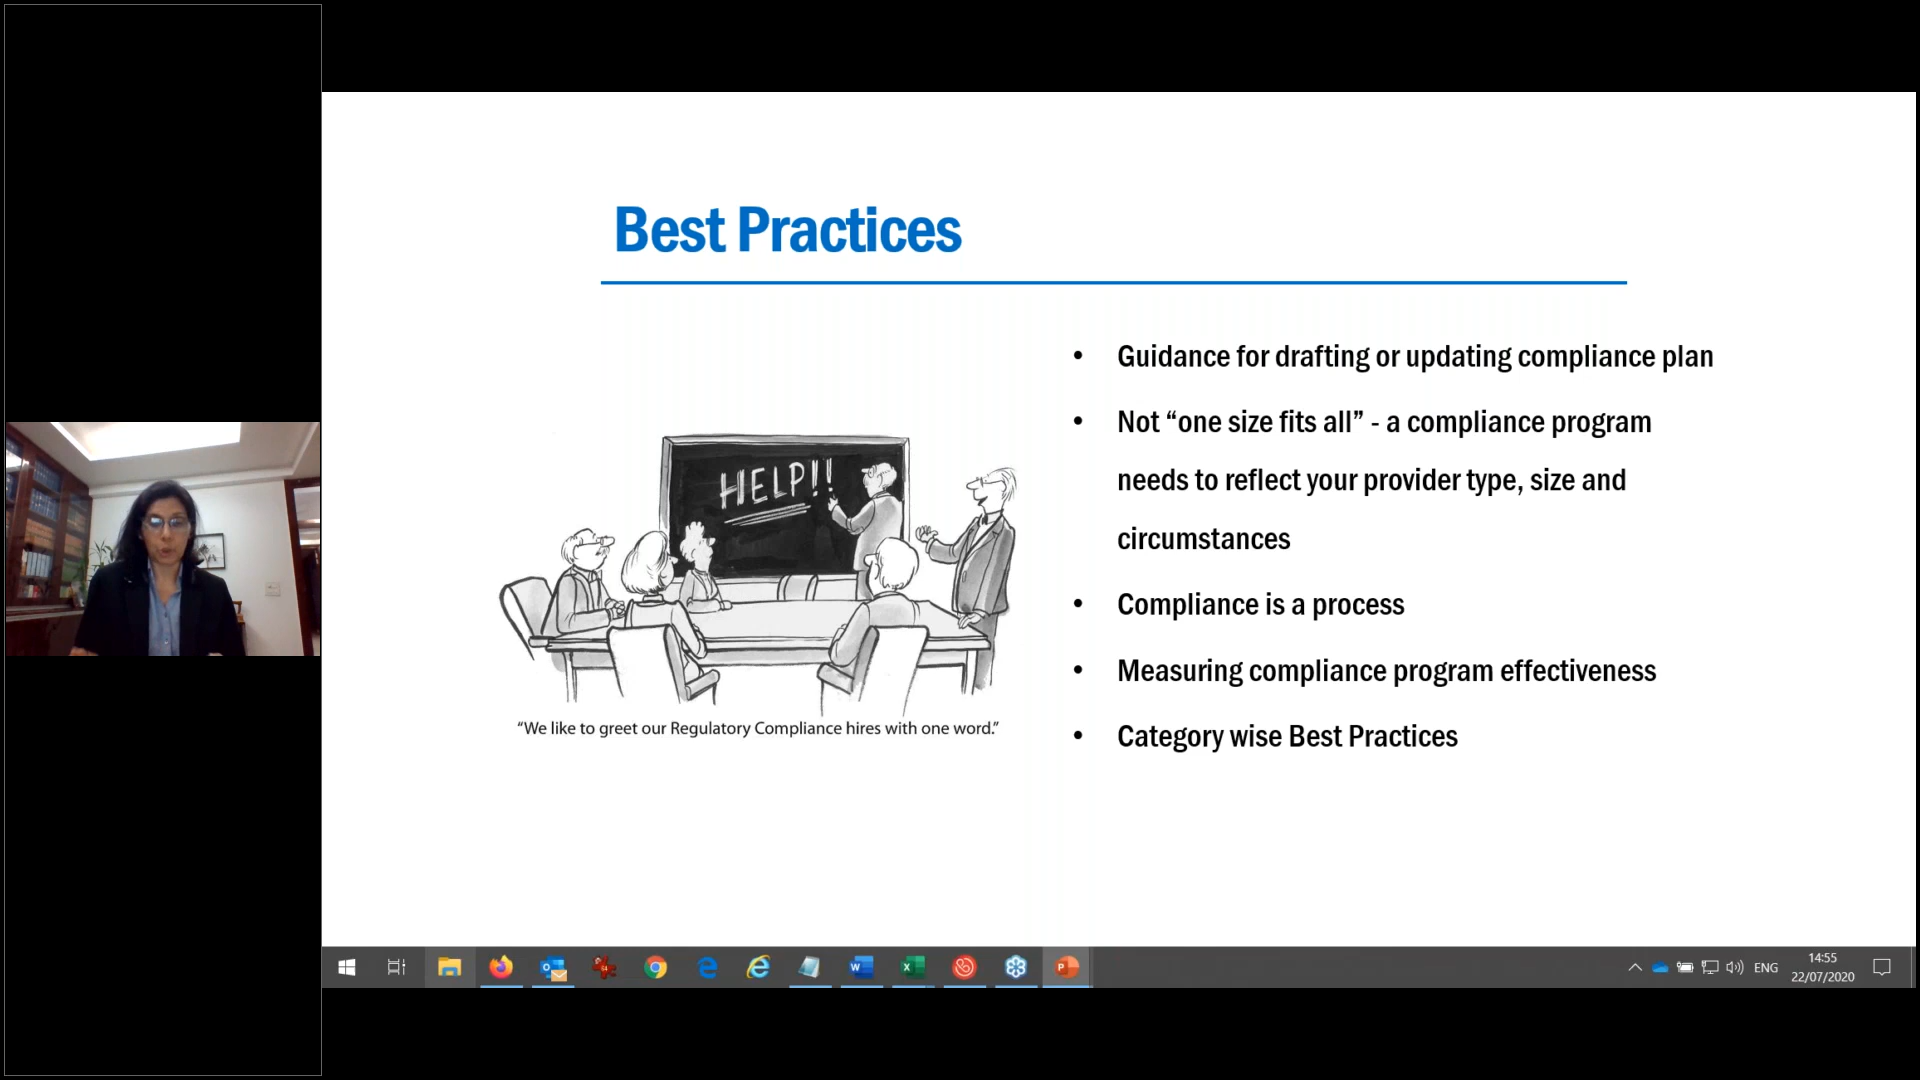 Best Practices
• Guidance for drafting or updating compliance plan
• Not “one size fits all” - a compliance program
needs to reflect your provider type, size and
circumstances
• Compliance is a process
• Measuring compliance program effectiveness
• Category wise Best Practices
HELP!!
“We like to greet our Regulatory Compliance hires with one word.”
ENG
14:55
22/07/2020